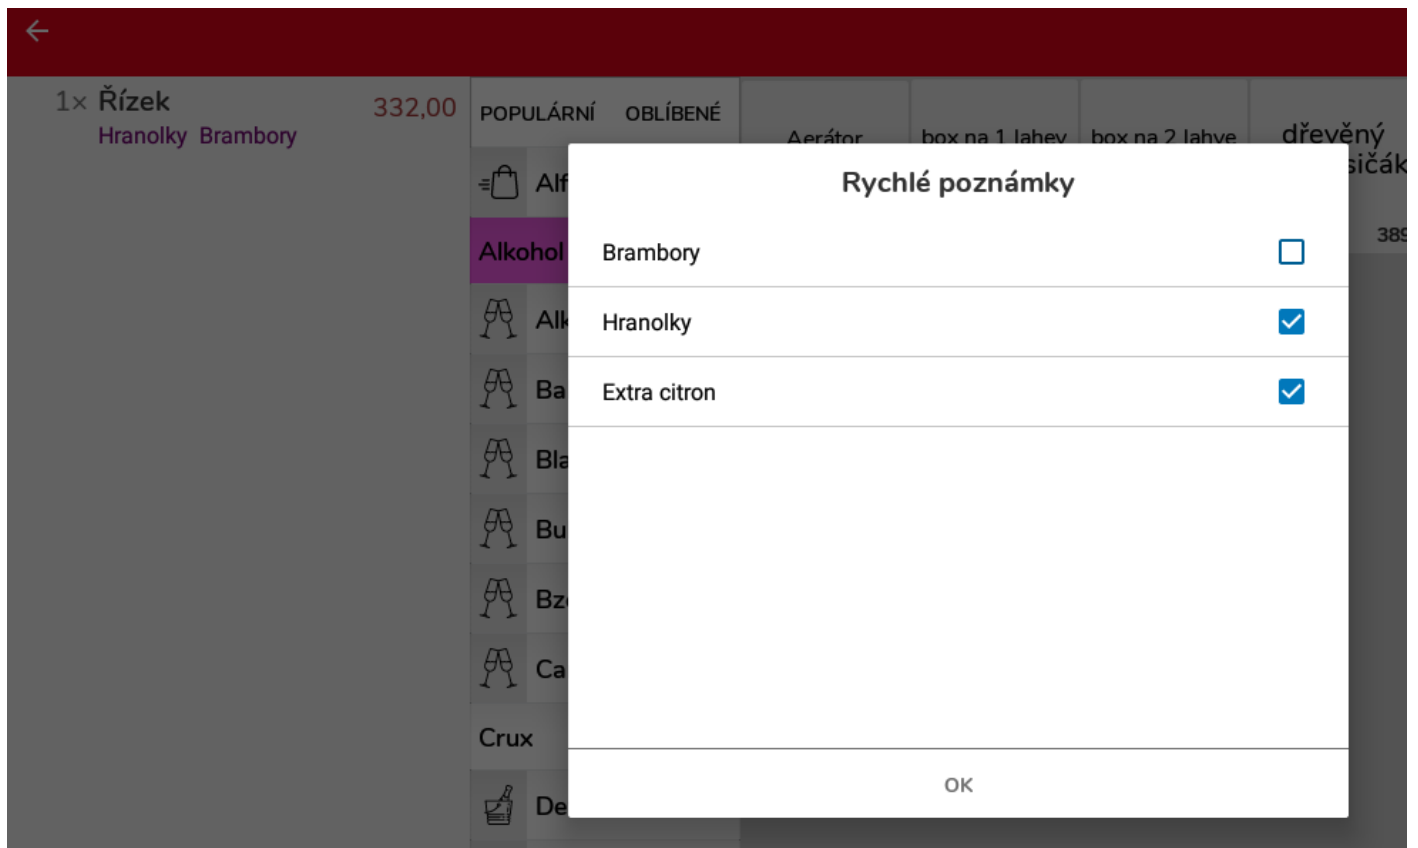 1× Řízek 332,00
Hranolky Brambory
POPULÁRNÍ OBLÍBENÉ
Alkohol
Crux
Aerátor
box na 1 lahev
box na 2 lahve
dřevěný
389
Rychlé poznámky
Brambory
Hranolky
Extra citron
OK